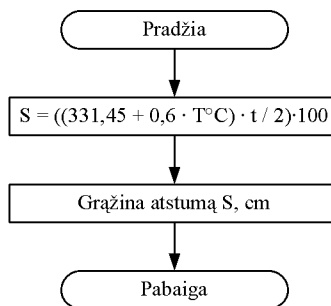 Pradžia
S = ((331,45 + 0,6 · T°C) · t / 2)·100
Grąžina atstumą S, cm
Pabaiga